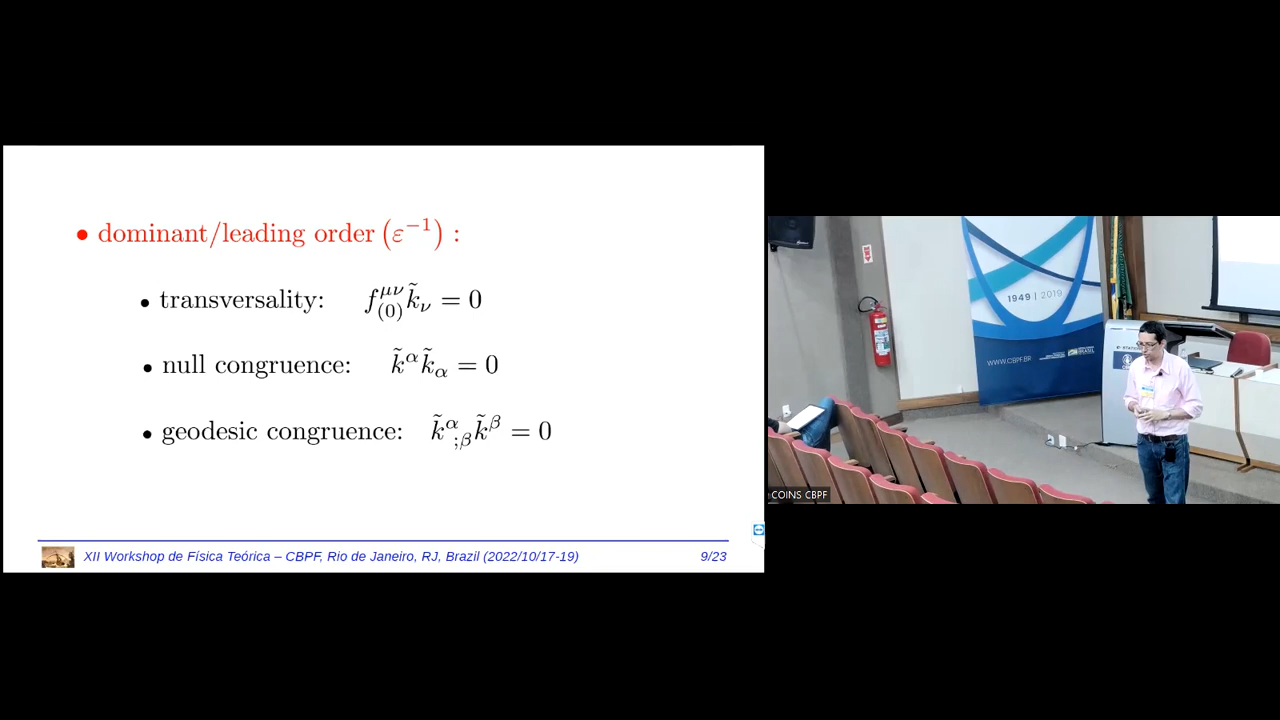 • dominant/leading order (ε⁻¹) :
• transversality: f^{μν}_{(0)} k̃_ν = 0
• null congruence: k̃^α k̃_α = 0
• geodesic congruence: k̃^α_{;β} k̃^β = 0
XII Workshop de Física Teórica – CBPF, Rio de Janeiro, RJ, Brazil (2022/10/17-19) 9/23
1949 | 2019
WWW.CBPF.BR
BRASIL
COINS CBPF